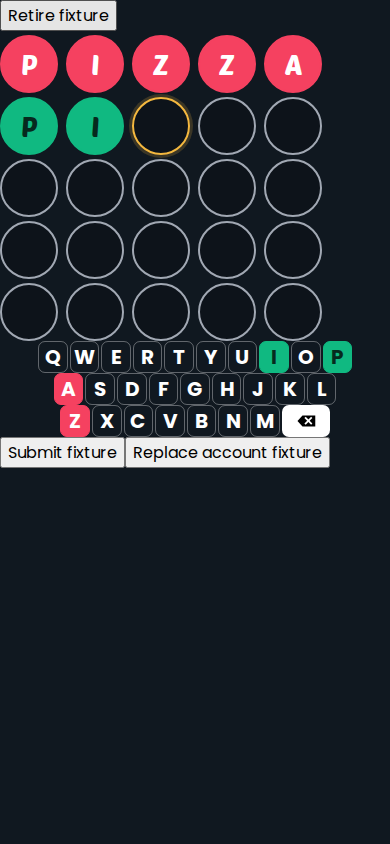 Retire fixture
P I Z Z A
P I
Q W E R T Y U I O P
A S D F G H J K L
Z X C V B N M
Submit fixture Replace account fixture